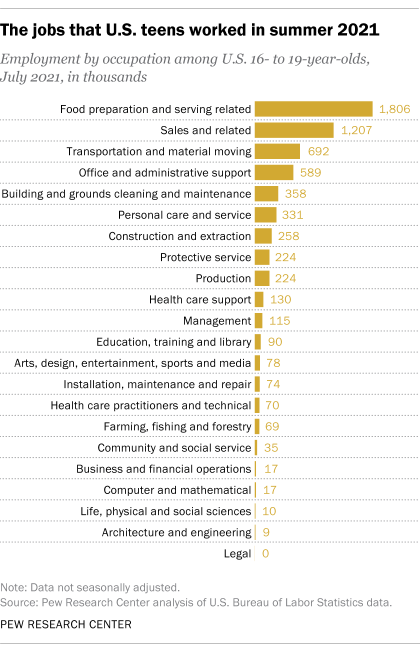 The jobs that U.S. teens worked in summer 2021
Employment by occupation among U.S. 16- to 19-year-olds,
July 2021, in thousands
Food preparation and serving related 1,806
Sales and related 1,207
Transportation and material moving 692
Office and administrative support 589
Building and grounds cleaning and maintenance 358
Personal care and service 331
Construction and extraction 258
Protective service 224
Production 224
Health care support 130
Management 115
Education, training and library 90
Arts, design, entertainment, sports and media 78
Installation, maintenance and repair 74
Health care practitioners and technical 70
Farming, fishing and forestry 69
Community and social service 35
Business and financial operations 17
Computer and mathematical 17
Life, physical and social sciences 10
Architecture and engineering 9
Legal 0
Note: Data not seasonally adjusted.
Source: Pew Research Center analysis of U.S. Bureau of Labor Statistics data.
PEW RESEARCH CENTER